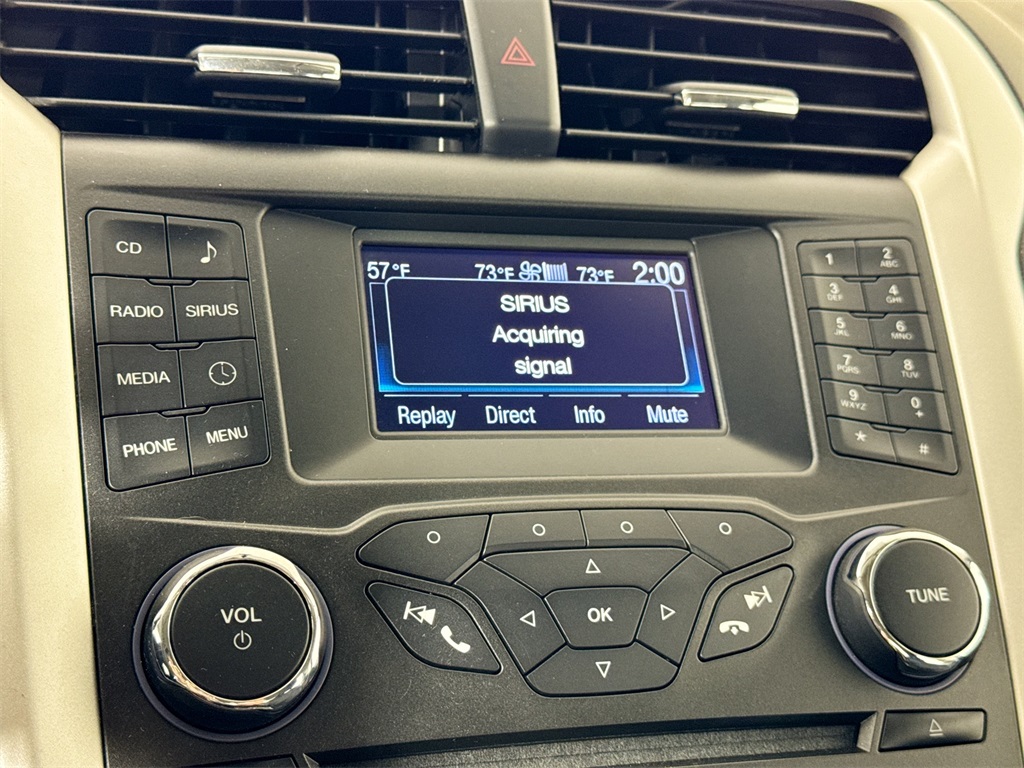 CD
RADIO SIRIUS
MEDIA
PHONE MENU
57°F 73°F 73°F 2:00
SIRIUS
Acquiring
signal
Replay Direct Info Mute
1 2 ABC
3 DEF 4 GHI
5 JKL 6 MNO
7 PQRS 8 TUV
9 WXYZ 0 +
* #
VOL
OK
TUNE